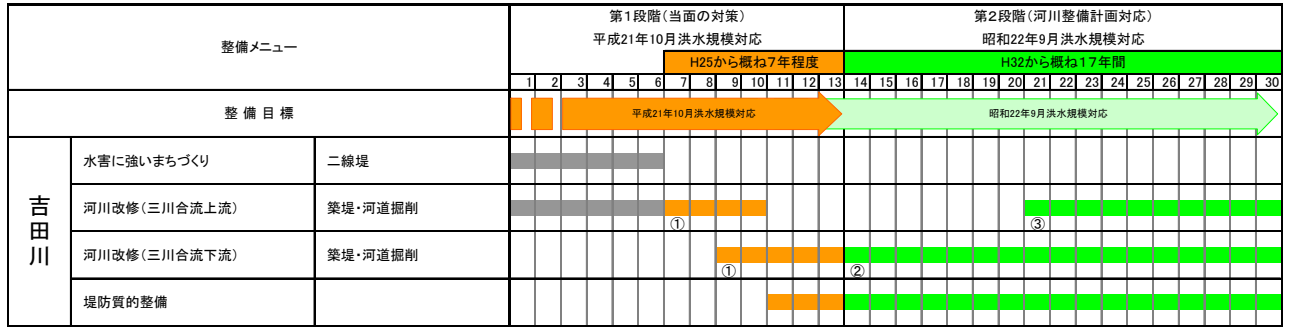 整備メニュー
第1段階(当面の対策)
平成21年10月洪水規模対応
H25から概ね7年程度
第2段階(河川整備計画対応)
昭和22年9月洪水規模対応
H32から概ね17年間
1 2 3 4 5 6 7 8 9 10 11 12 13 14 15 16 17 18 19 20 21 22 23 24 25 26 27 28 29 30
整備目標
平成21年10月洪水規模対応
昭和22年9月洪水規模対応
吉田川
水害に強いまちづくり 二線堤
河川改修(三川合流上流) 築堤・河道掘削
① ③
河川改修(三川合流下流) 築堤・河道掘削
① ②
堤防質的整備